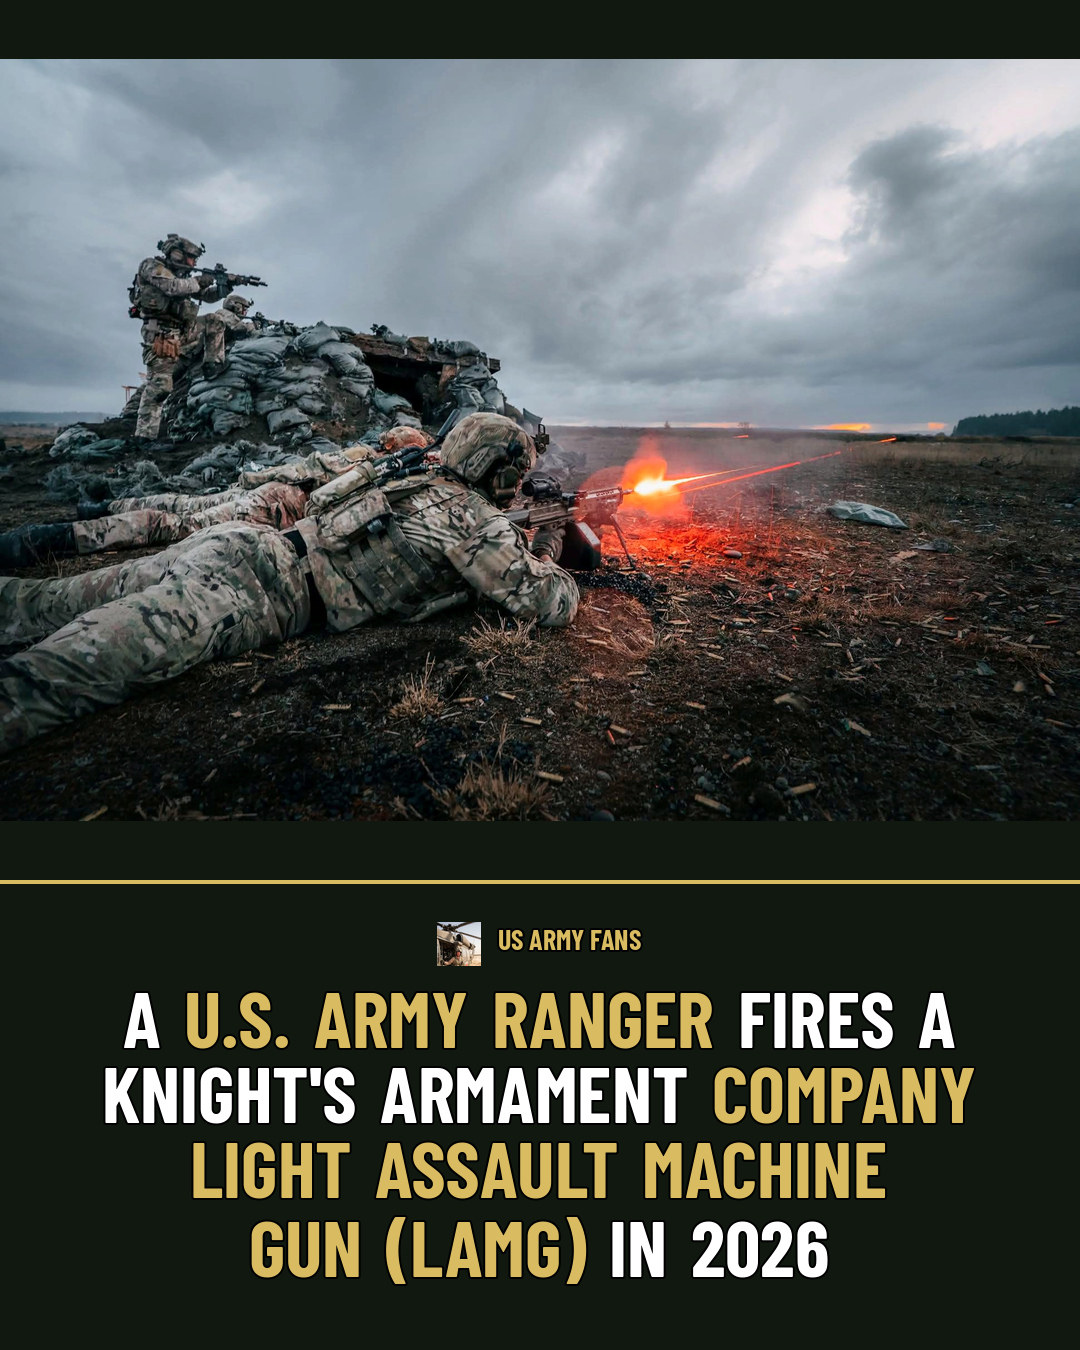 US ARMY FANS
A U.S. ARMY RANGER FIRES A
KNIGHT'S ARMAMENT COMPANY
LIGHT ASSAULT MACHINE
GUN (LAMG) IN 2026